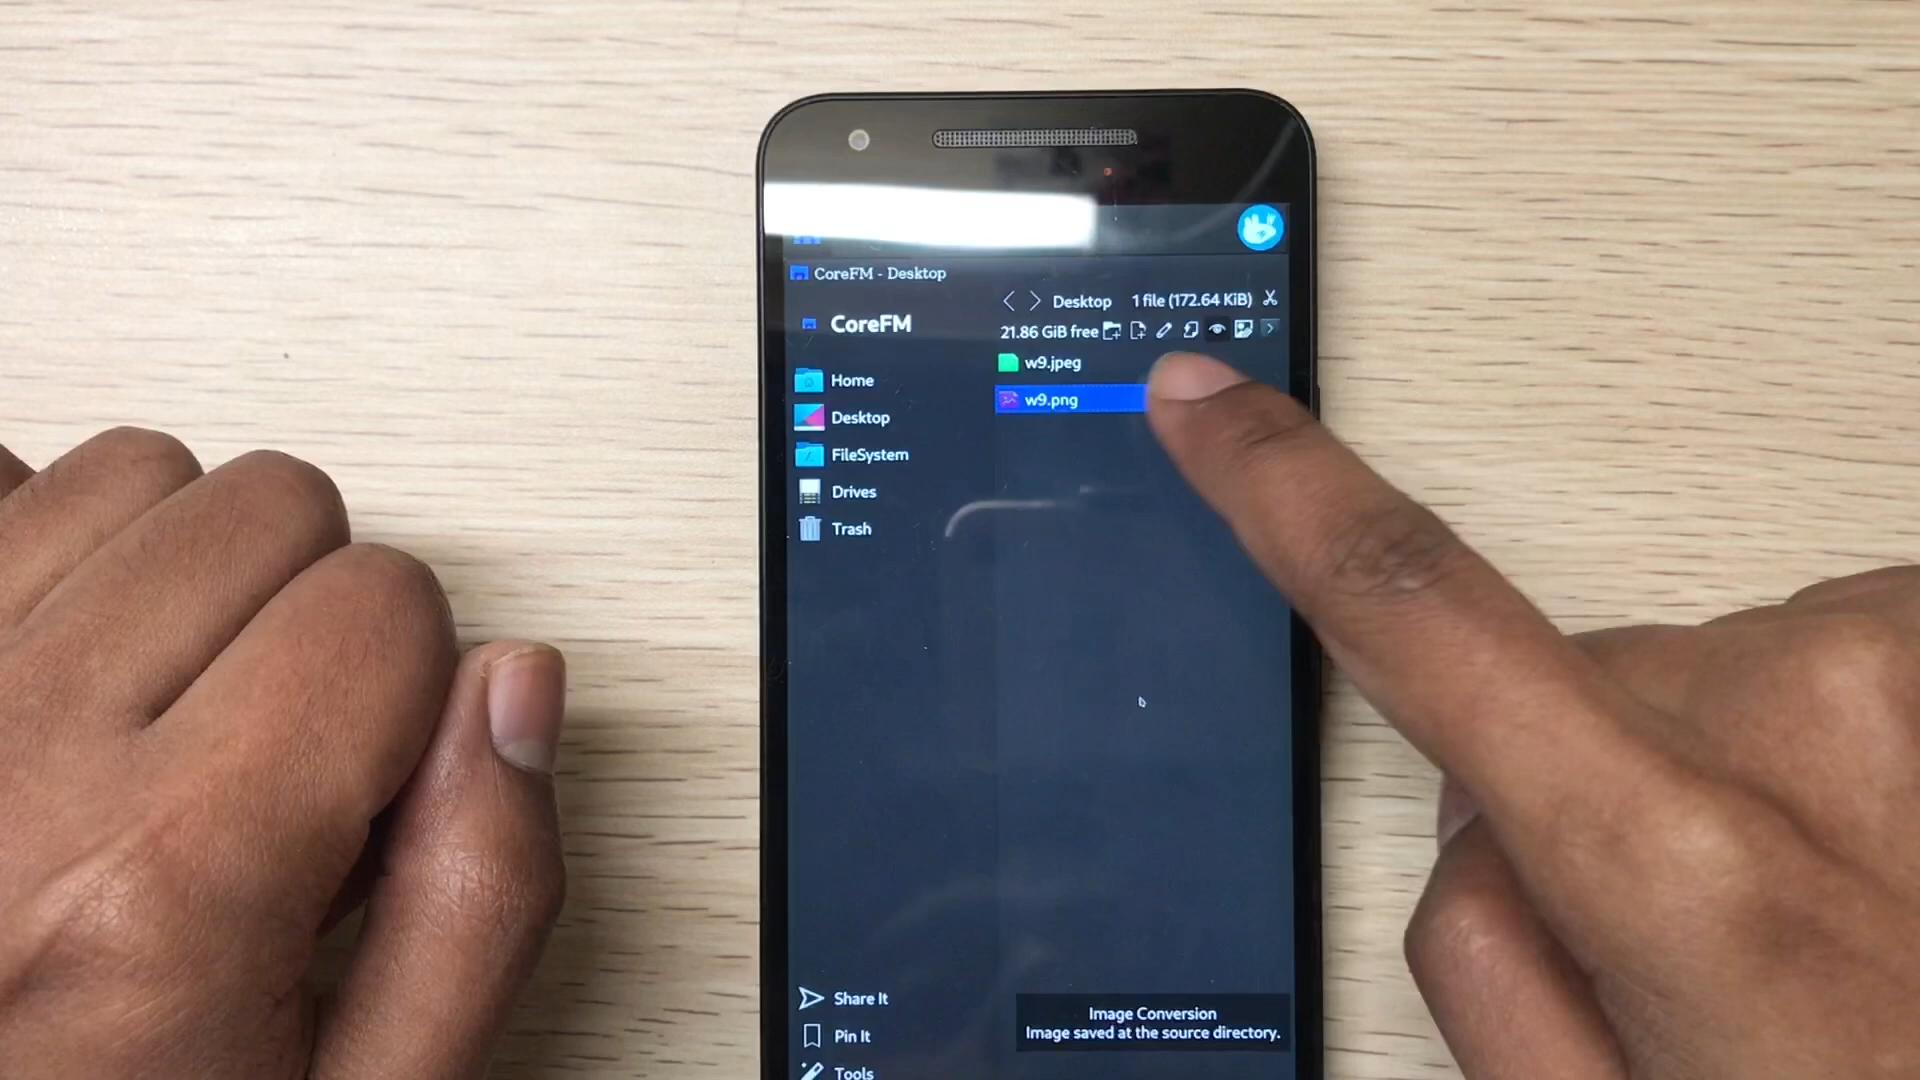 CoreFM - Desktop
Desktop 1 file (172.64 KiB)
CoreFM
21.86 GiB free
w9.jpeg
w9.png
Home
Desktop
FileSystem
Drives
Trash
Share It
Pin It
Tools
Image Conversion
Image saved at the source directory.